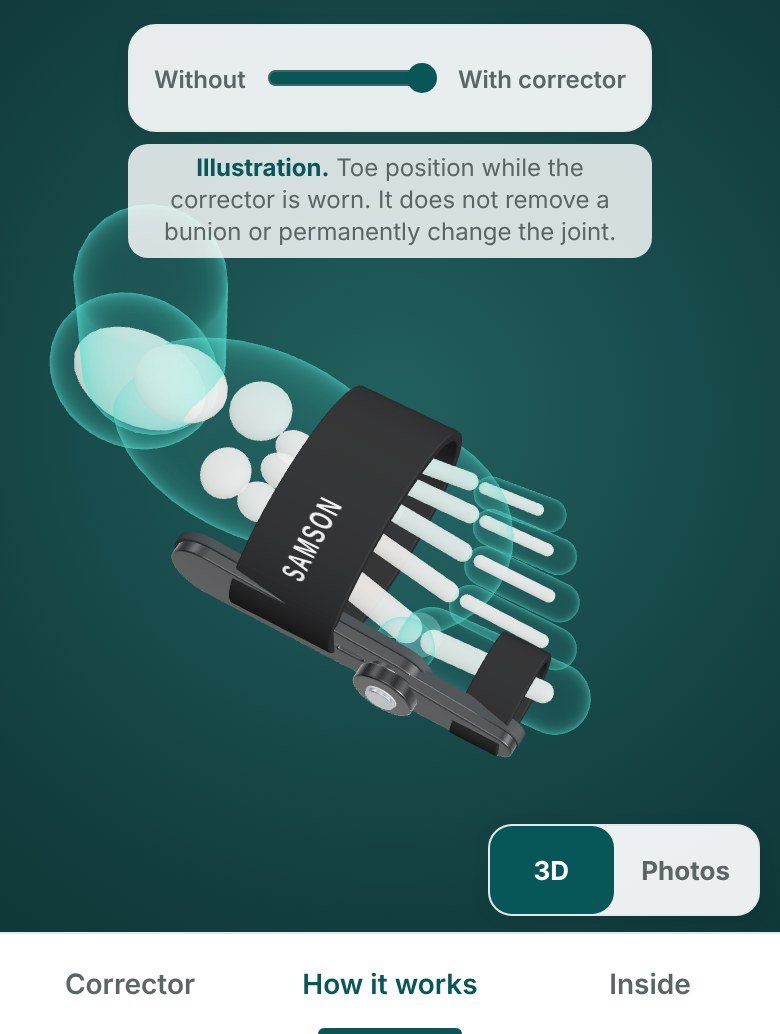 Without With corrector
Illustration. Toe position while the
corrector is worn. It does not remove a
bunion or permanently change the joint.
SAMSON
3D Photos
Corrector How it works Inside